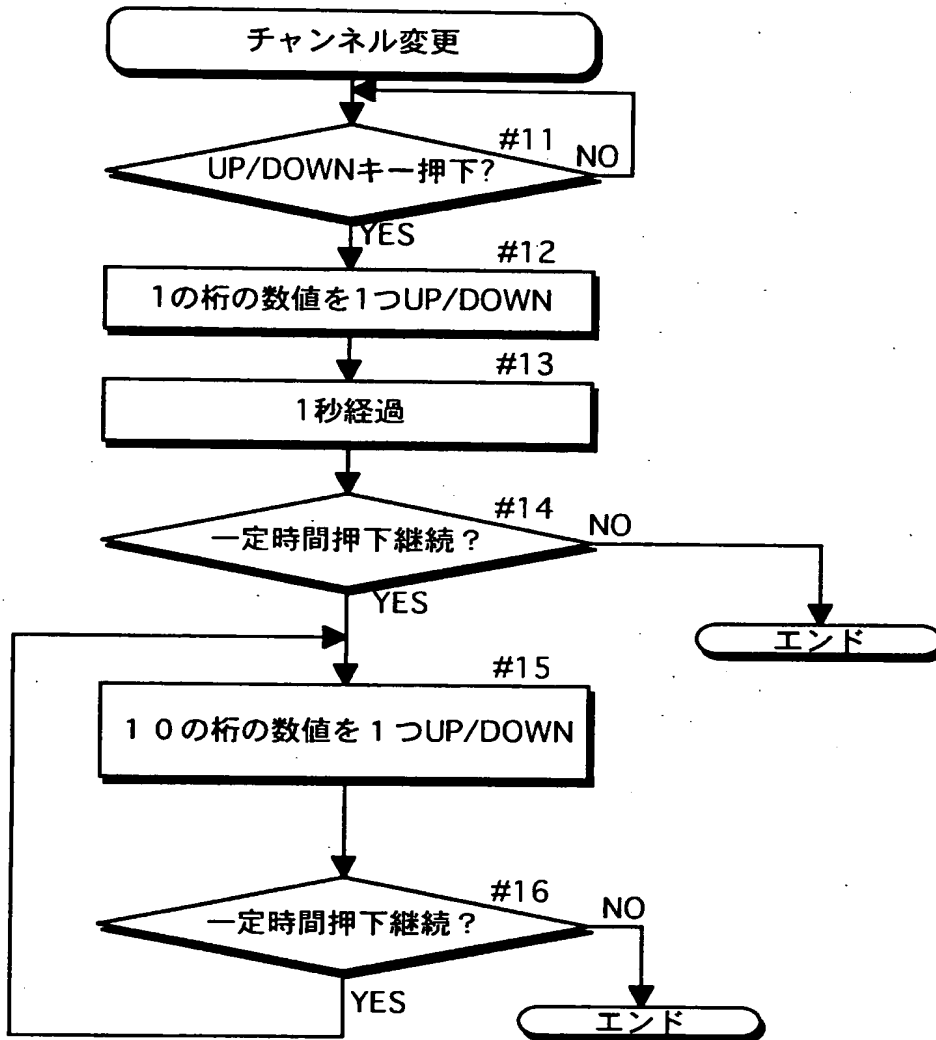 チャンネル変更
#11
UP/DOWNキー押下?
NO
YES
#12
1の桁の数値を1つUP/DOWN
#13
1秒経過
#14
一定時間押下継続？
NO
YES
エンド
#15
１０の桁の数値を１つUP/DOWN
#16
一定時間押下継続？
NO
YES
エンド